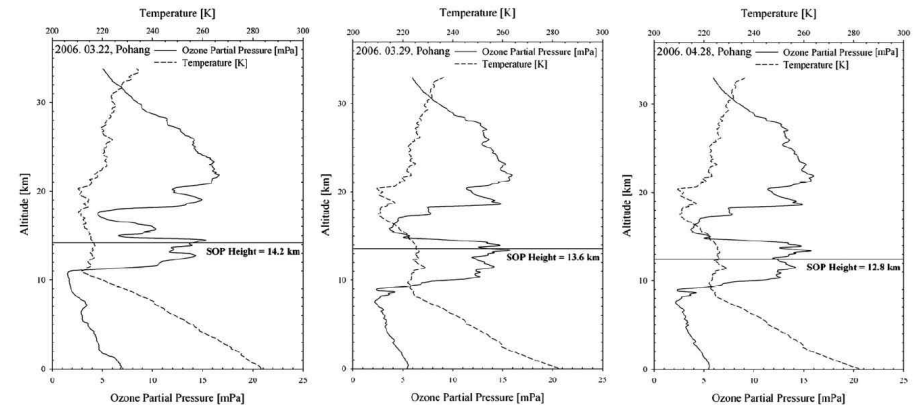 Temperature [K]
200 220 240 260 280 300
2006. 03.22, Pohang
Ozone Partial Pressure [mPa]
Temperature [K]
30
20
10
0
Altitude [km]
SOP Height = 14.2 km
0 5 10 15 20 25
Ozone Partial Pressure [mPa]
Temperature [K]
200 220 240 260 280 300
2006. 03.29, Pohang
Ozone Partial Pressure [mPa]
Temperature [K]
30
20
10
0
Altitude [km]
SOP Height = 13.6 km
0 5 10 15 20 25
Ozone Partial Pressure [mPa]
Temperature [K]
200 220 240 260 280 300
2006. 04.28, Pohang
Ozone Partial Pressure [mPa]
Temperature [K]
30
20
10
0
Altitude [km]
SOP Height = 12.8 km
0 5 10 15 20 25
Ozone Partial Pressure [mPa]